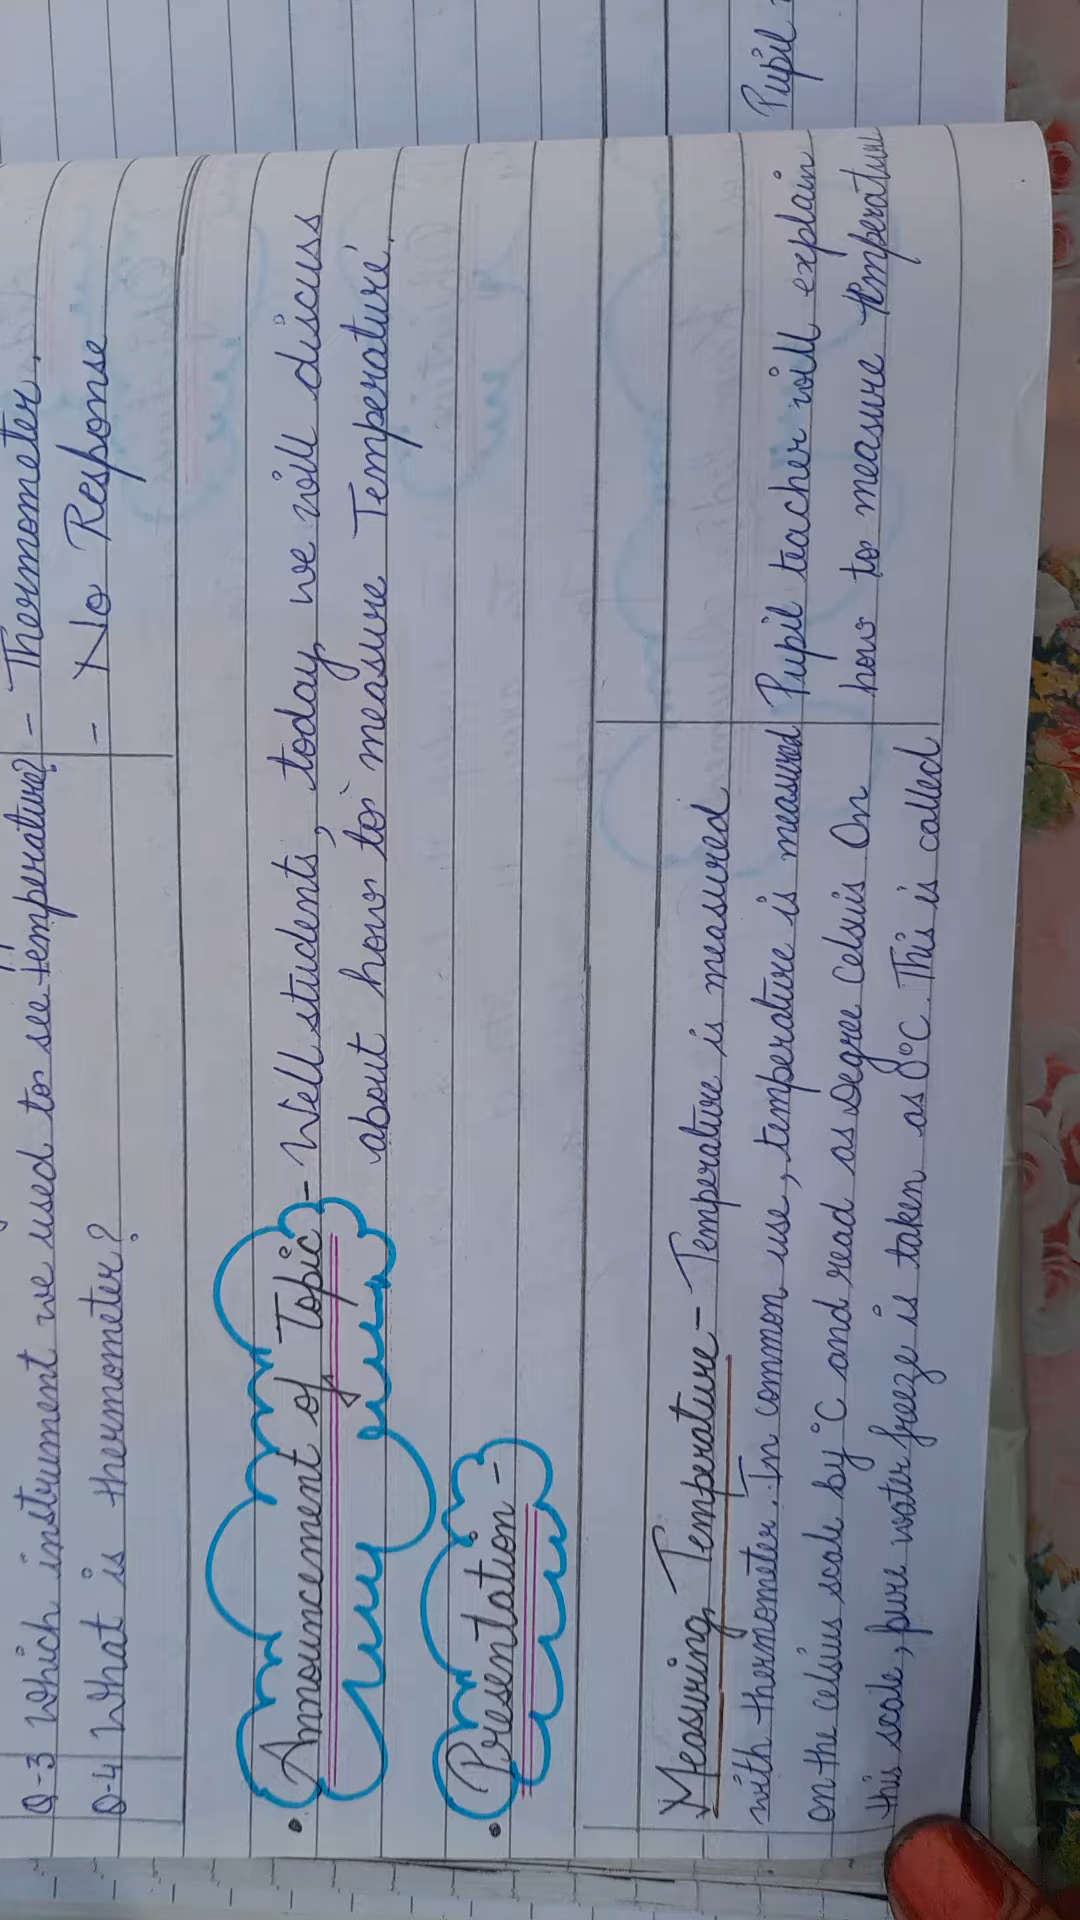 Q-3 Which instrument we used to see temperature? - Thermometer.
Q-4 What is thermometer? - No Response
• Announcement of Topic - Well students, today we will discuss
about how to measure Temperature.
• Presentation -
Measuring Temperature - Temperature is measured
with thermometer. In common use, temperature is measured Pupil teacher will explain
on the celsius scale by °C and read as Degree Celsuis On how to measure temperature
this scale, pure water freeze is taken as 0°C. This is called
Pupil